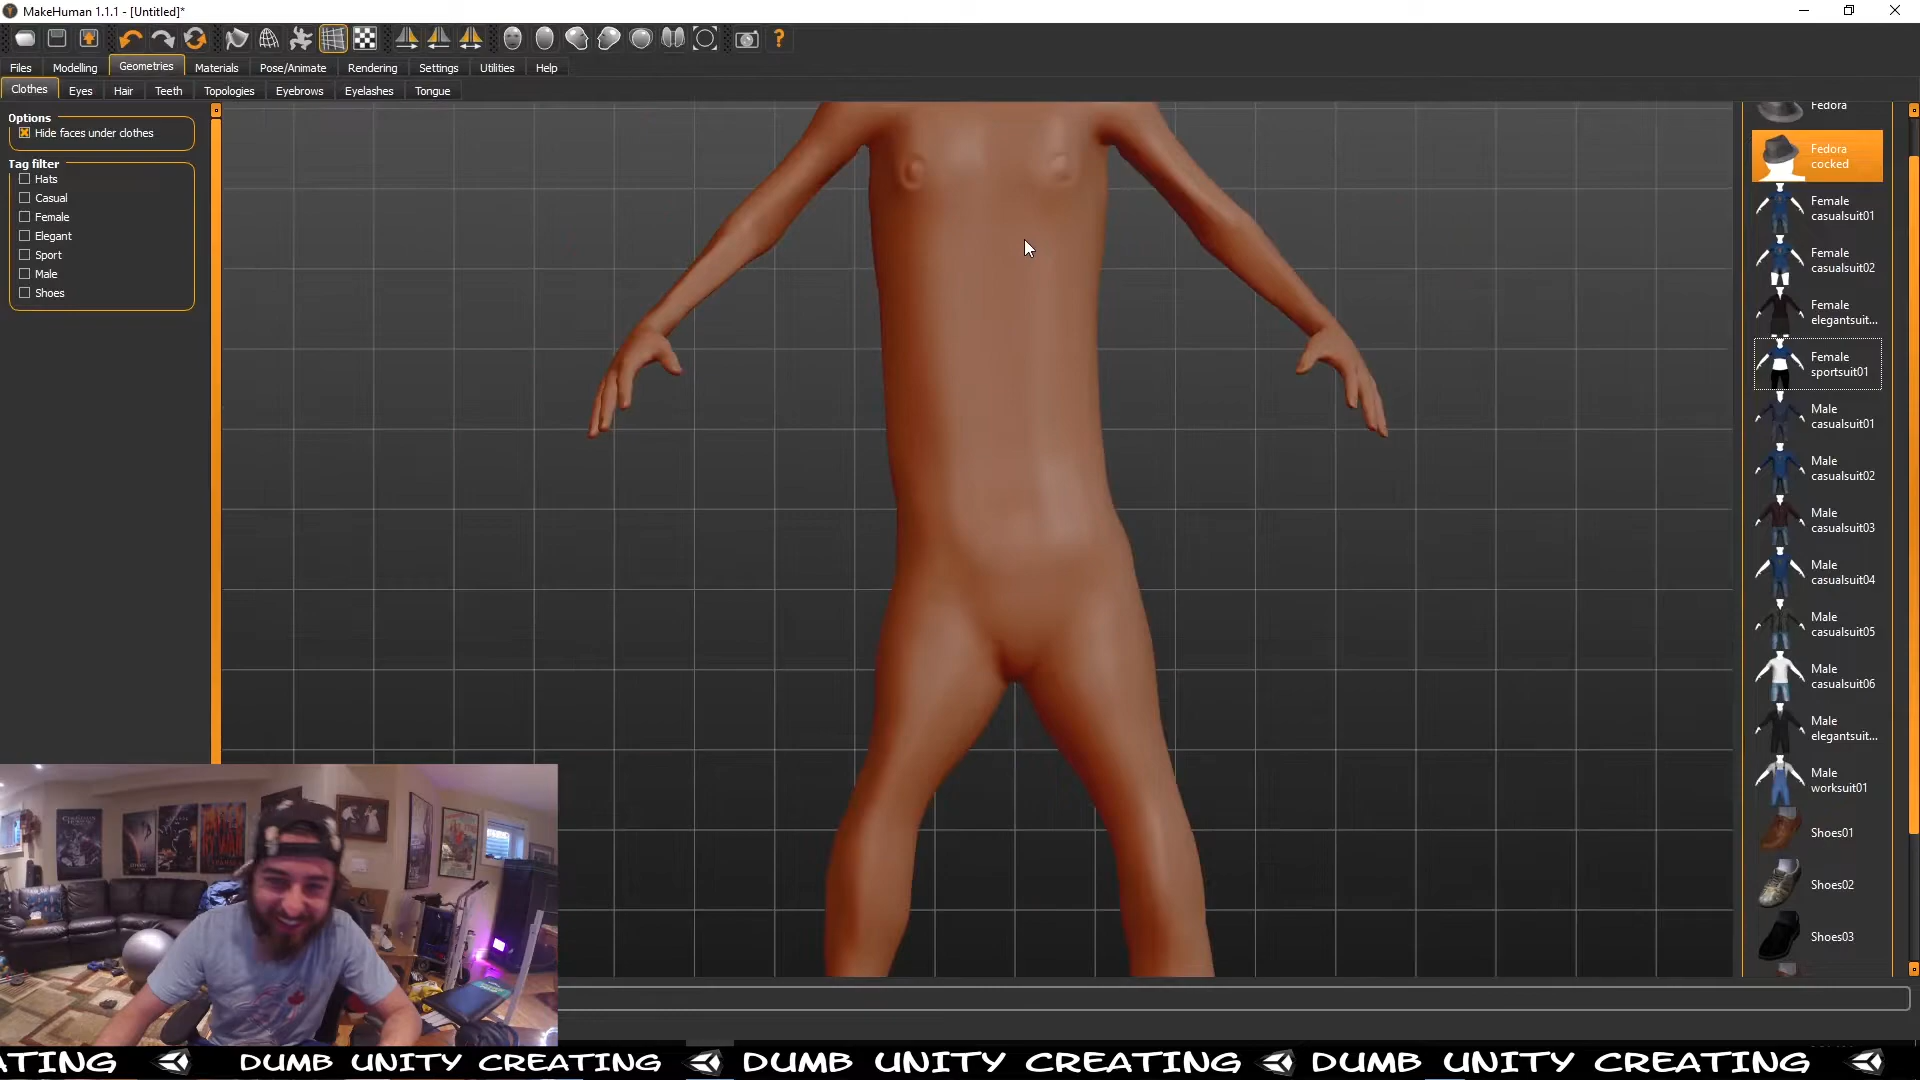 MakeHuman 1.1.1 - [Untitled]*
Files Modelling Geometries Materials Pose/Animate Rendering Settings Utilities Help
Clothes Eyes Hair Teeth Topologies Eyebrows Eyelashes Tongue
Options
Hide faces under clothes
Tag filter
Hats
Casual
Female
Elegant
Sport
Male
Shoes
Fedora
Fedora
cocked
Female
casualsuit01
Female
casualsuit02
Female
elegantsuit...
Female
sportsuit01
Male
casualsuit01
Male
casualsuit02
Male
casualsuit03
Male
casualsuit04
Male
casualsuit05
Male
casualsuit06
Male
elegantsuit...
Male
worksuit01
Shoes01
Shoes02
Shoes03
ATING DUMB UNITY CREATING DUMB UNITY CREATING DUMB UNITY CREATING